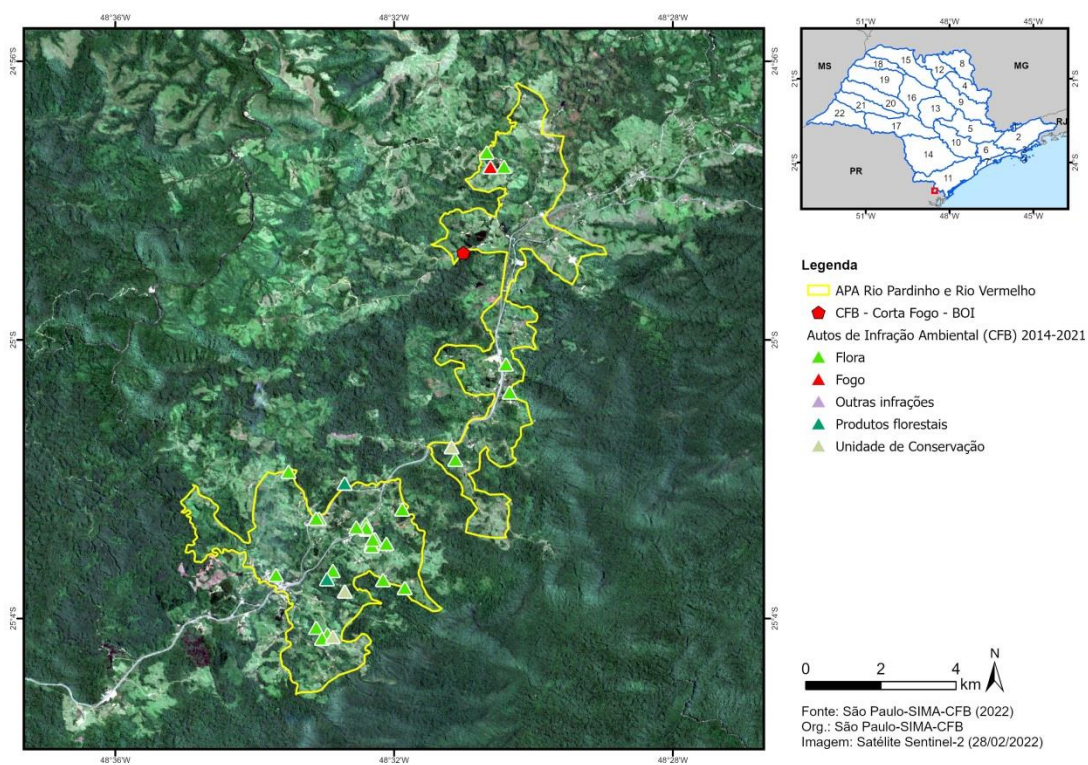 48°36'W
48°32'W
48°28'W
24°56'S
24°56'S
25°S
25°S
25°4'S
25°4'S
48°36'W
48°32'W
48°28'W
MS
MG
RJ
PR
18
15
12
8
19
4
16
9
22
21
20
13
17
5
2
10
6
3
14
7
11
21°S
24°S
21°S
24°S
51°W
48°W
45°W
Legenda
APA Rio Pardinho e Rio Vermelho
CFB - Corta Fogo - BOI
Autos de Infração Ambiental (CFB) 2014-2021
Flora
Fogo
Outras infrações
Produtos florestais
Unidade de Conservação
0 2 4
km
N
Fonte: São Paulo-SIMA-CFB (2022)
Org.: São Paulo-SIMA-CFB
Imagem: Satélite Sentinel-2 (28/02/2022)